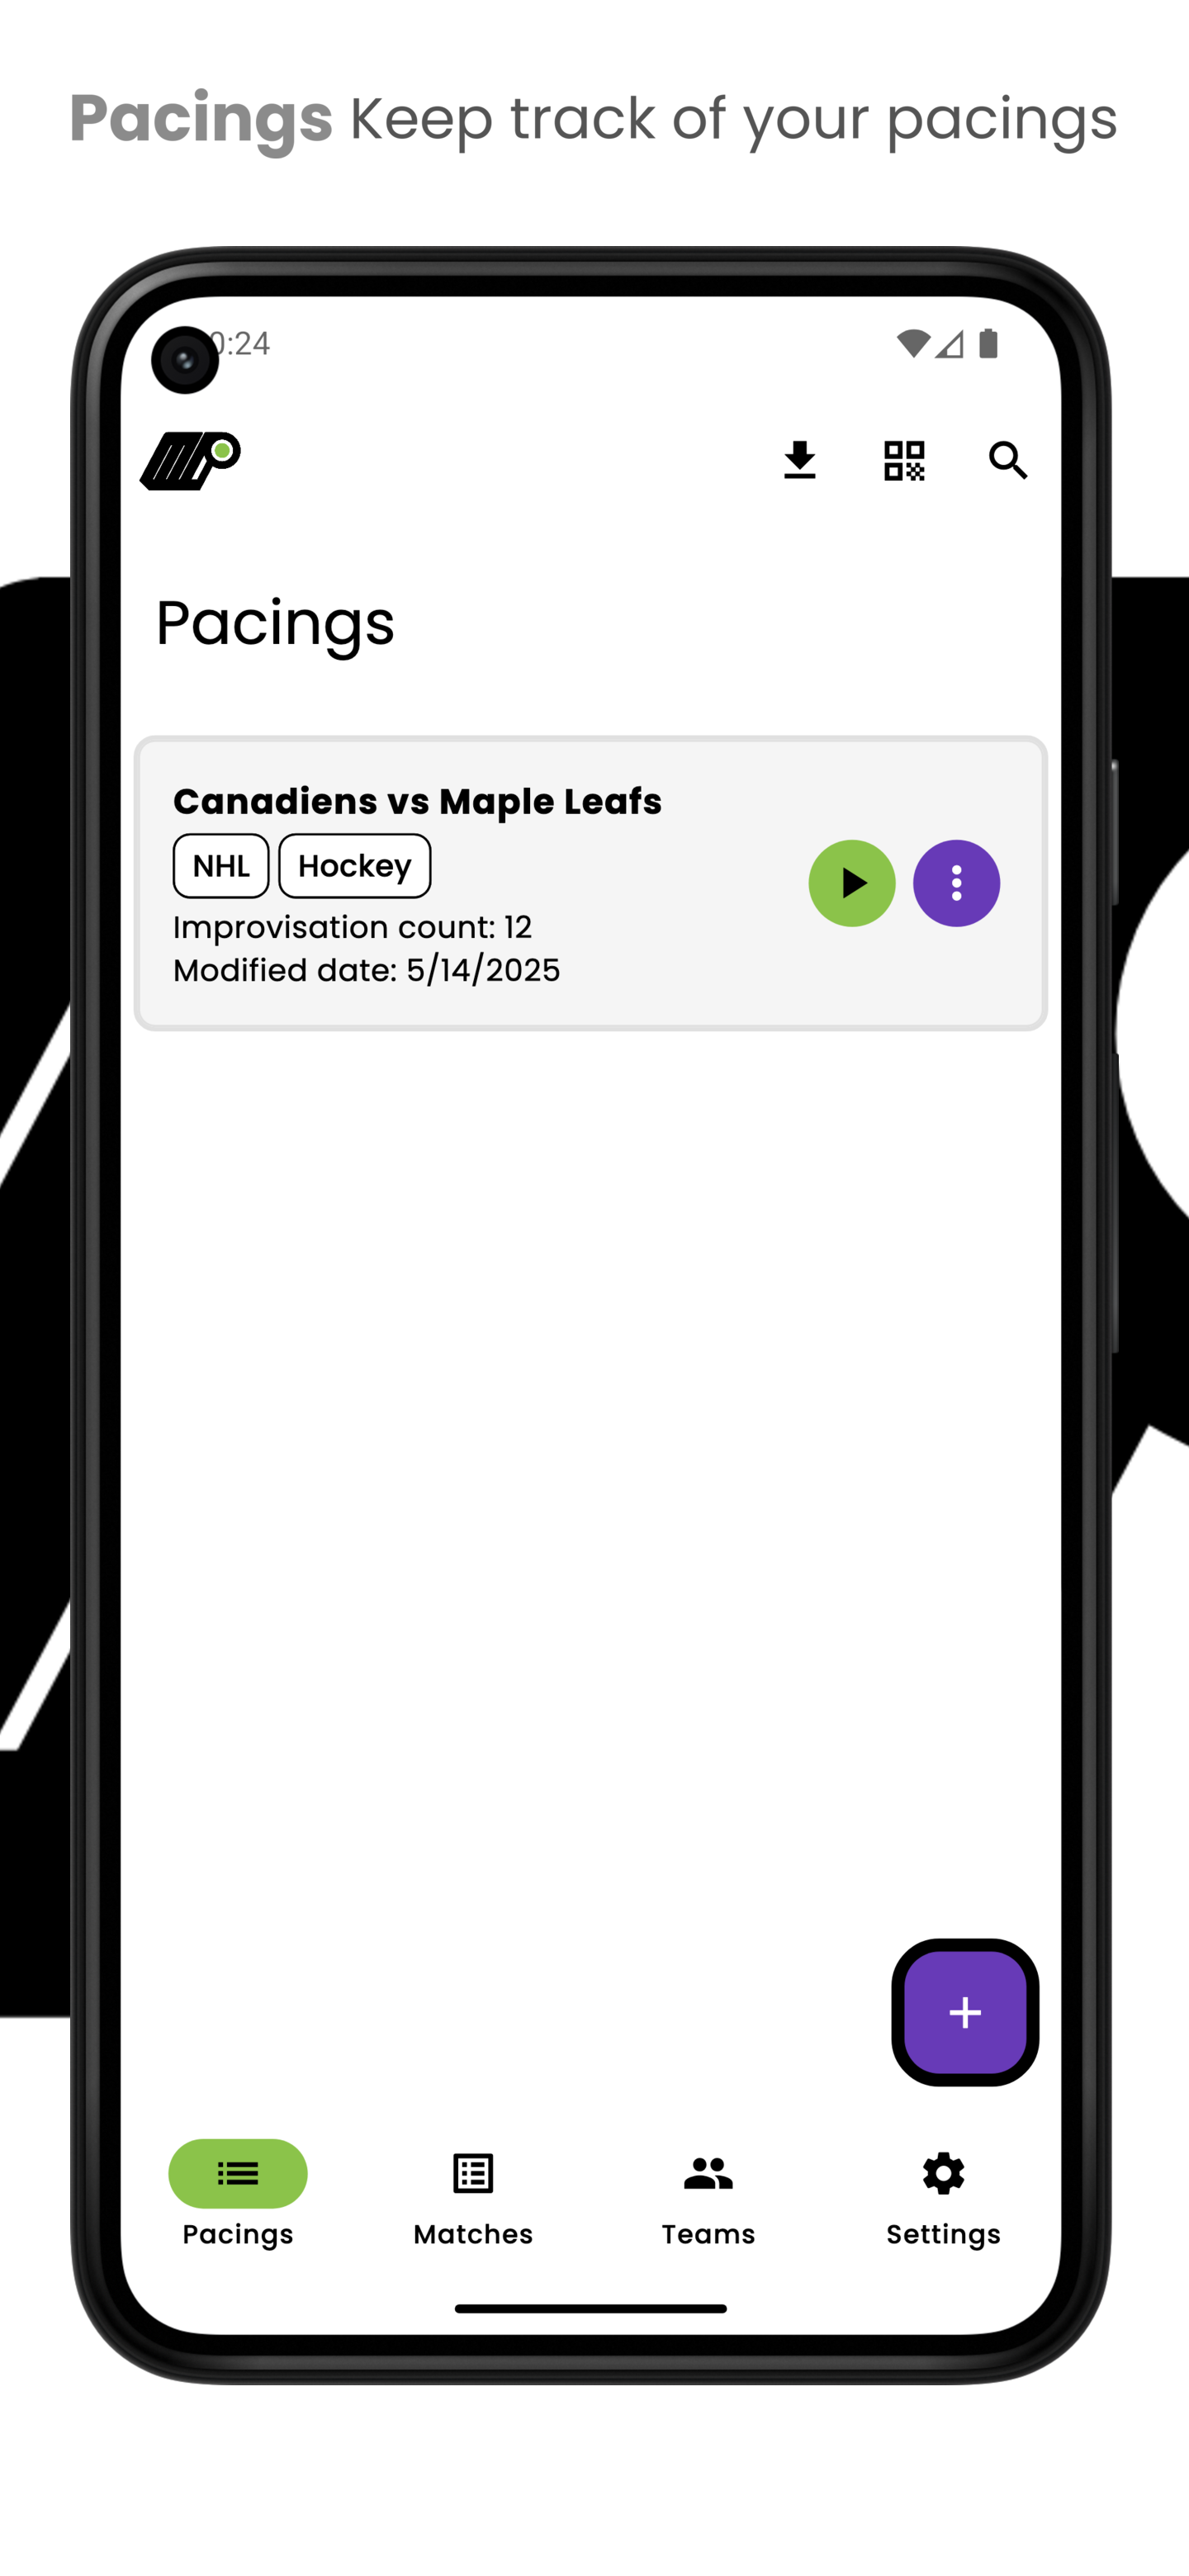 Pacings Keep track of your pacings
0:24
Pacings
Canadiens vs Maple Leafs
NHL Hockey
Improvisation count: 12
Modified date: 5/14/2025
Pacings Matches Teams Settings